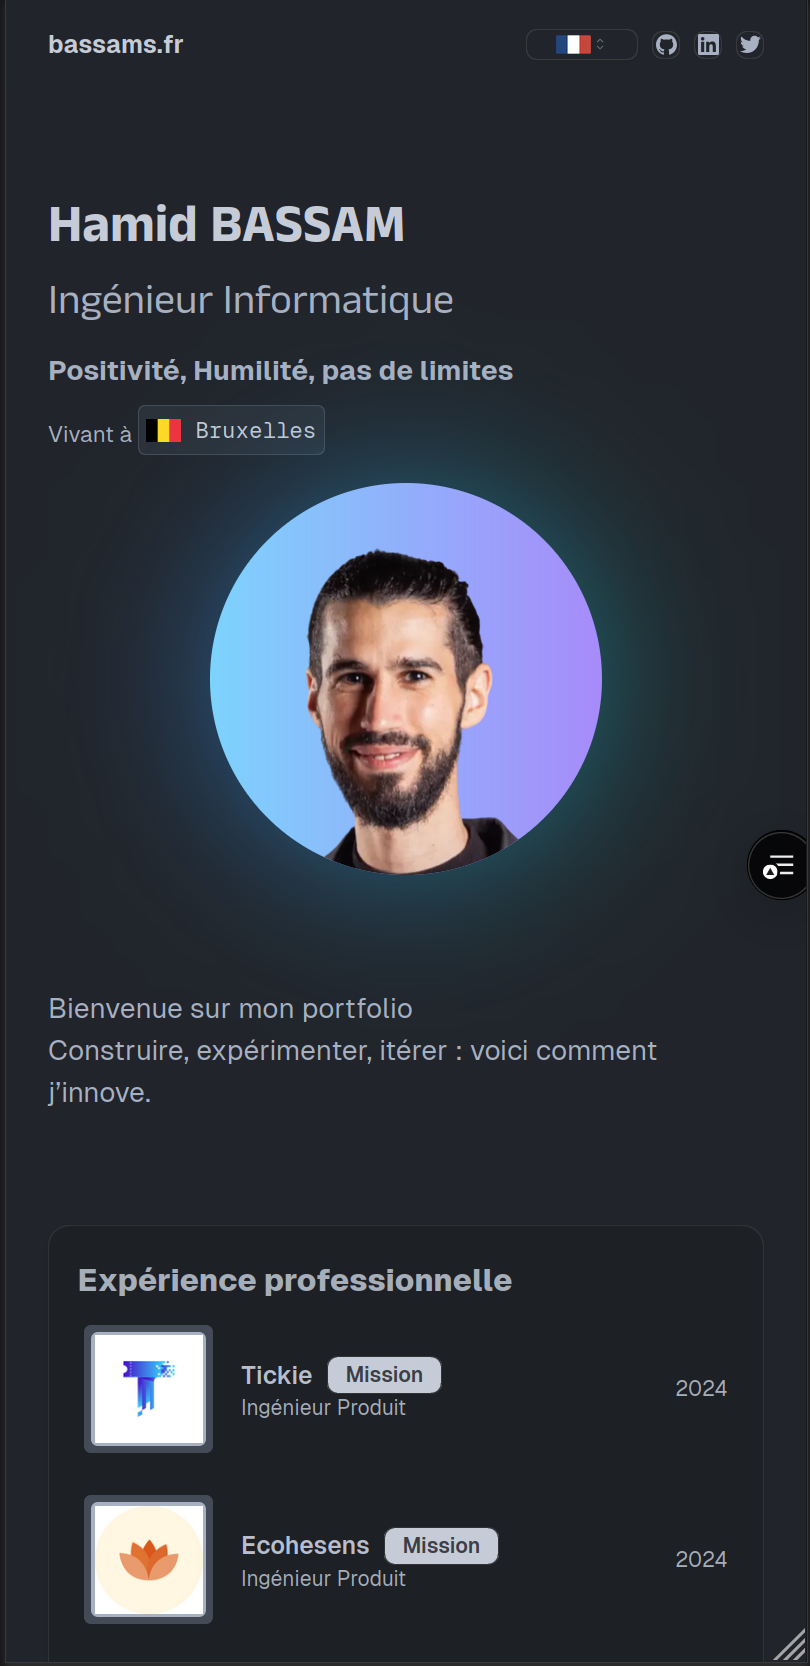 bassams.fr
Hamid BASSAM
Ingénieur Informatique
Positivité, Humilité, pas de limites
Vivant à Bruxelles
Bienvenue sur mon portfolio
Construire, expérimenter, itérer : voici comment
j’innove.
Expérience professionnelle
Tickie Mission
Ingénieur Produit
2024
Ecohesens Mission
Ingénieur Produit
2024